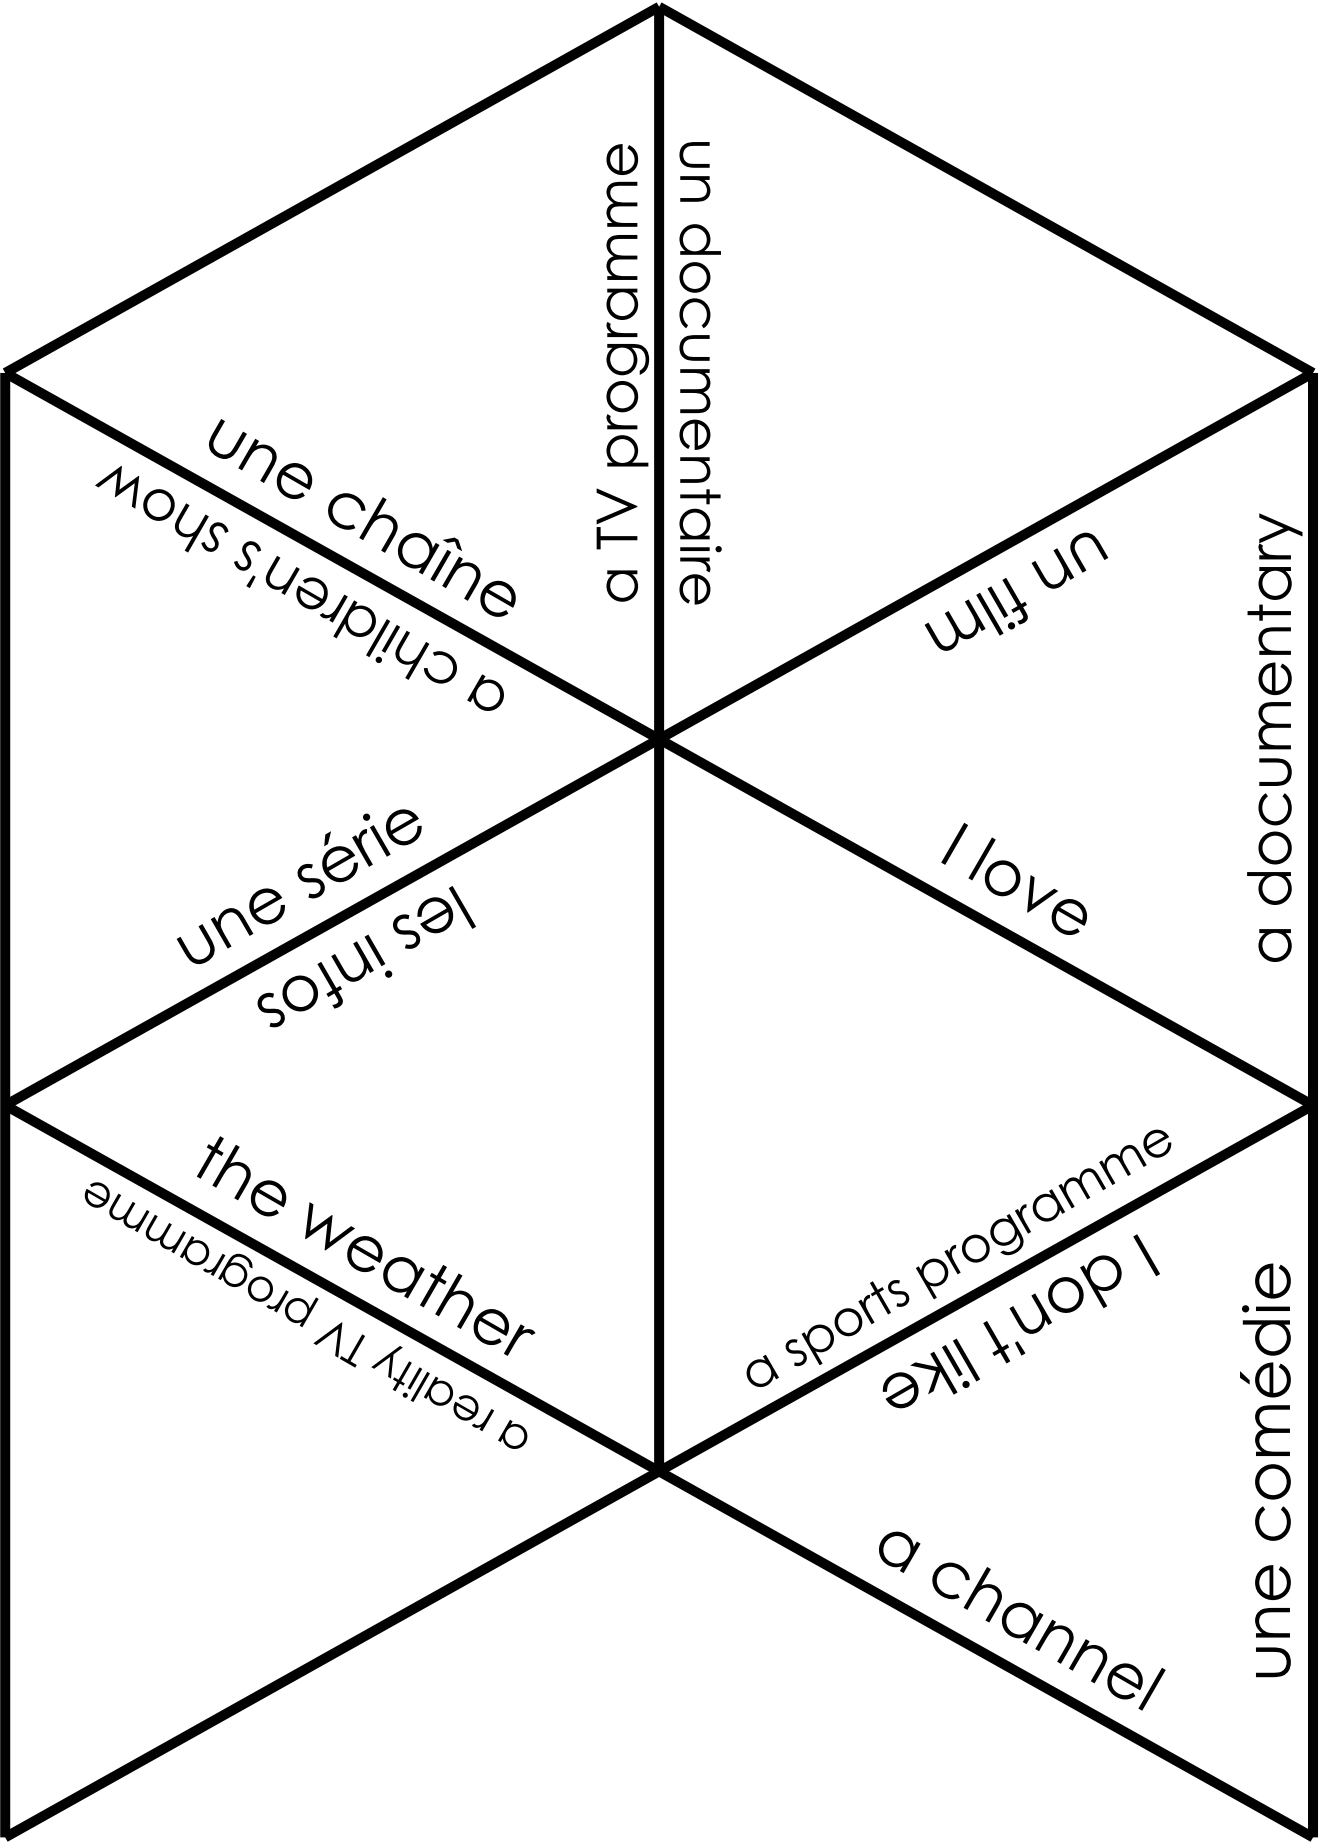 a TV programme
un documentaire
une chaîne
a children's show
un film
a documentary
une série
les infos
I love
the weather
a reality TV programme
a sports programme
I don't like
une comédie
a channel